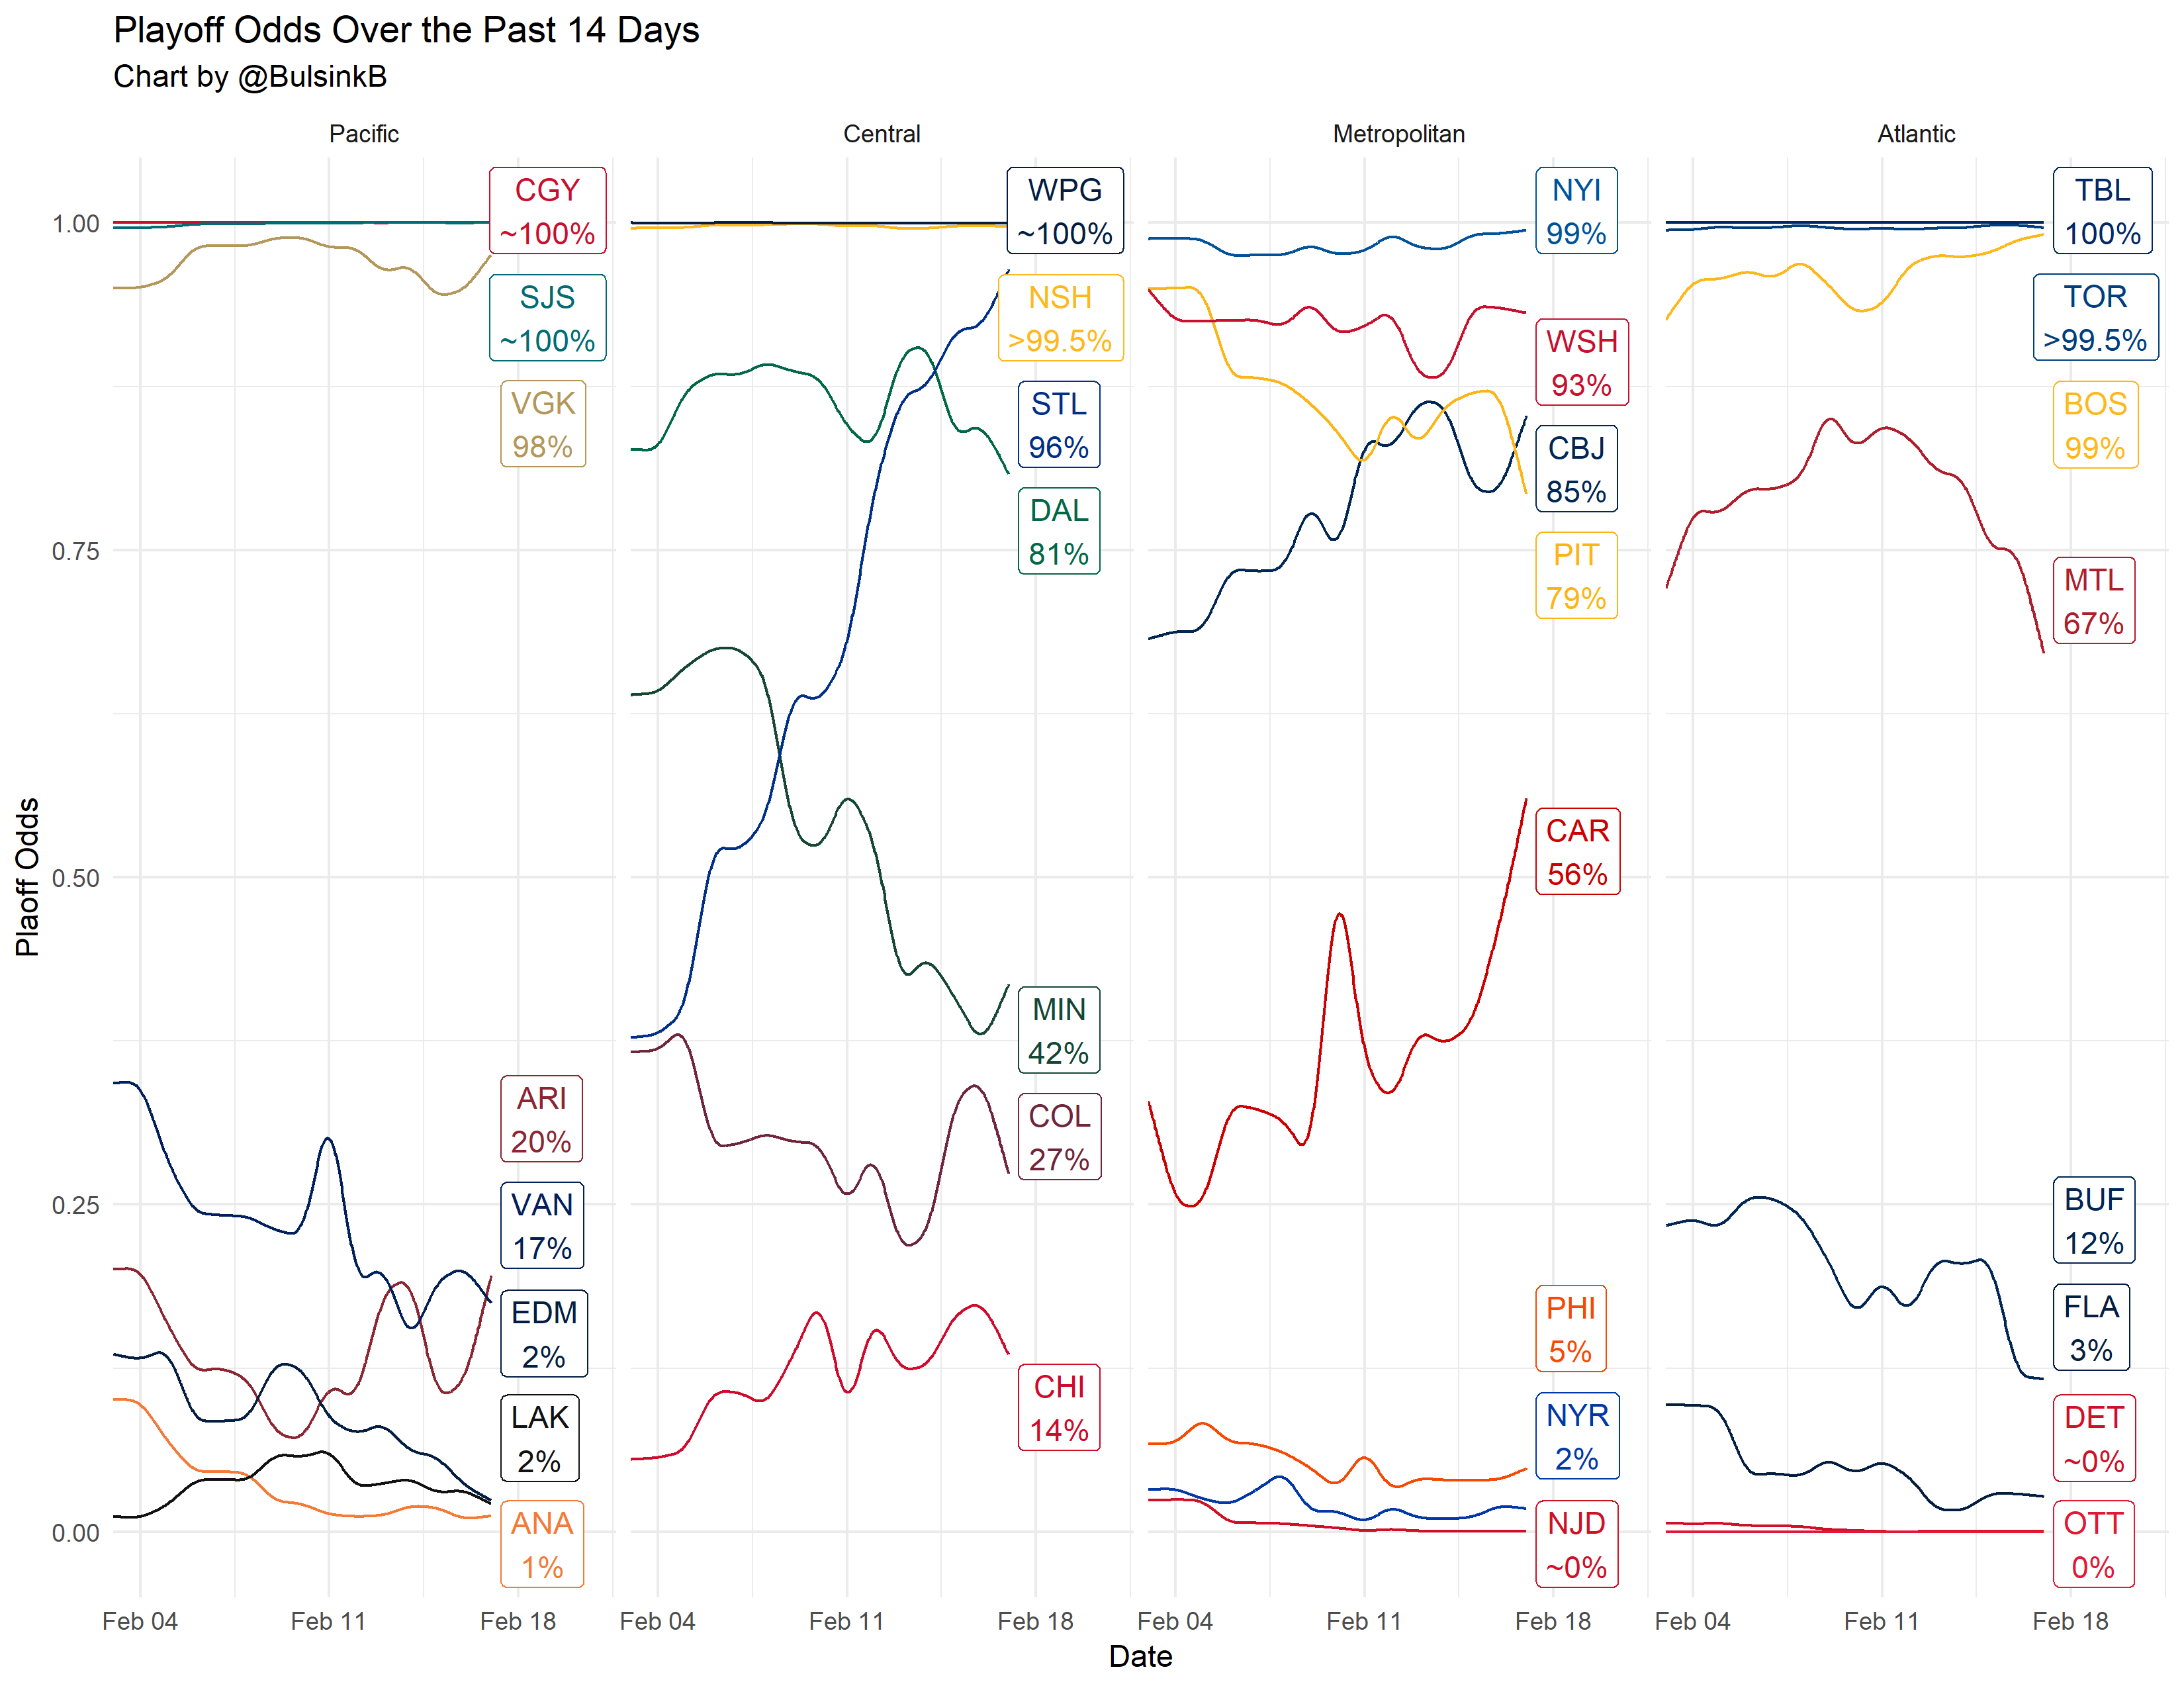 Playoff Odds Over the Past 14 Days
Chart by @BulsinkB
Pacific
Central
Metropolitan
Atlantic
Plaoff Odds
1.00
0.75
0.50
0.25
0.00
CGY
~100%
SJS
~100%
VGK
98%
ARI
20%
VAN
17%
EDM
2%
LAK
2%
ANA
1%
WPG
~100%
NSH
>99.5%
STL
96%
DAL
81%
MIN
42%
COL
27%
CHI
14%
NYI
99%
WSH
93%
CBJ
85%
PIT
79%
CAR
56%
PHI
5%
NYR
2%
NJD
~0%
TBL
100%
TOR
>99.5%
BOS
99%
MTL
67%
BUF
12%
FLA
3%
DET
~0%
OTT
0%
Feb 04 Feb 11 Feb 18
Feb 04 Feb 11 Feb 18
Feb 04 Feb 11 Feb 18
Feb 04 Feb 11 Feb 18
Date